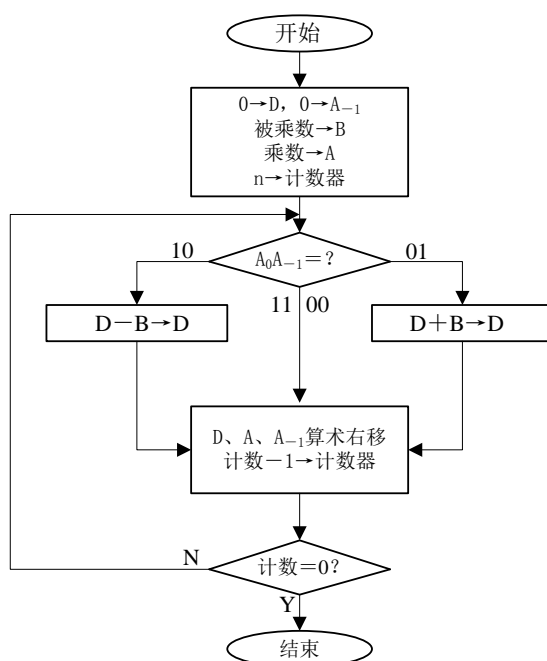 开始
0→D，0→A₋₁
被乘数→B
乘数→A
n→计数器
A₀A₋₁＝？
10
01
11 00
D－B→D
D＋B→D
D、A、A₋₁算术右移
计数－1→计数器
计数＝0？
N
Y
结束